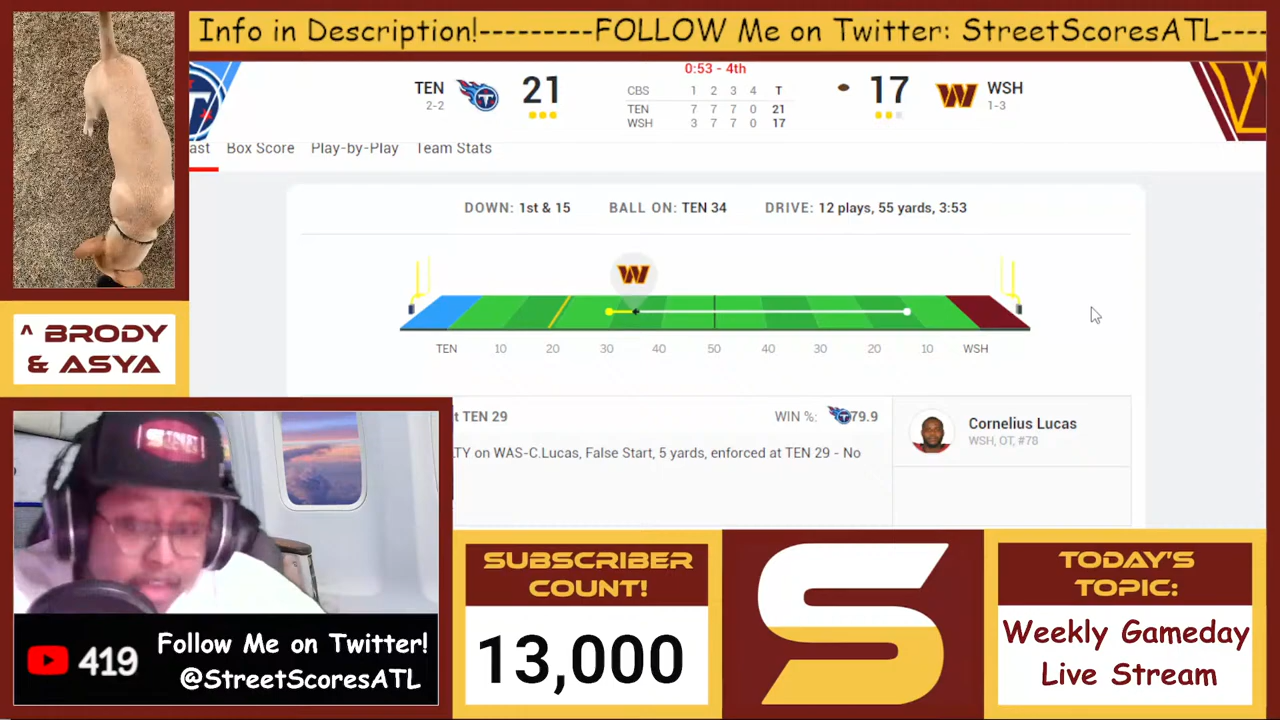 Info in Description!---------FOLLOW Me on Twitter: StreetScoresATL----
TEN
2-2
21
0:53 - 4th
CBS 1 2 3 4 T
TEN 7 7 7 0 21
WSH 3 7 7 0 17
17
WSH
1-3
ast Box Score Play-by-Play Team Stats
DOWN: 1st & 15 BALL ON: TEN 34 DRIVE: 12 plays, 55 yards, 3:53
W
TEN 10 20 30 40 50 40 30 20 10 WSH
t TEN 29 WIN %: 79.9
TY on WAS-C.Lucas, False Start, 5 yards, enforced at TEN 29 - No
Cornelius Lucas
WSH, OT, #78
^ BRODY
& ASYA
419
Follow Me on Twitter!
@StreetScoresATL
SUBSCRIBER
COUNT!
13,000
S
TODAY'S
TOPIC:
Weekly Gameday
Live Stream